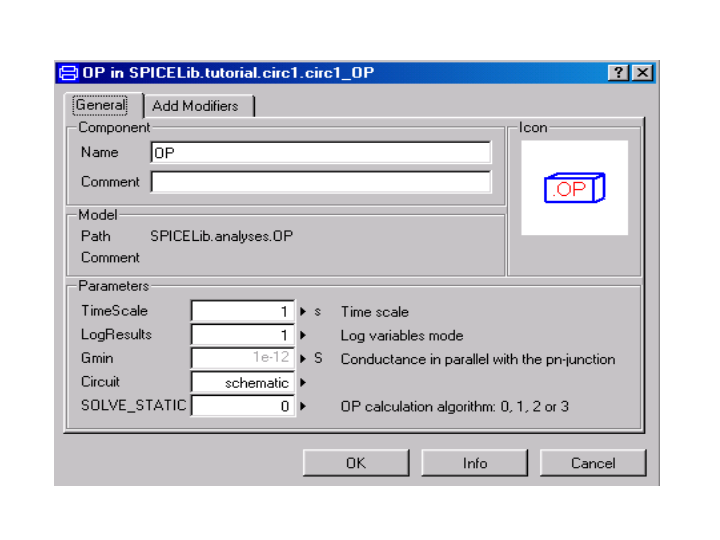 OP in SPICELib.tutorial.circ1.circ1_OP
General Add Modifiers
Component
Name OP
Comment
Icon
.OP
Model
Path SPICELib.analyses.OP
Comment
Parameters
TimeScale 1 s Time scale
LogResults 1 Log variables mode
Gmin 1e-12 S Conductance in parallel with the pn-junction
Circuit schematic
SOLVE_STATIC 0 OP calculation algorithm: 0, 1, 2 or 3
OK Info Cancel